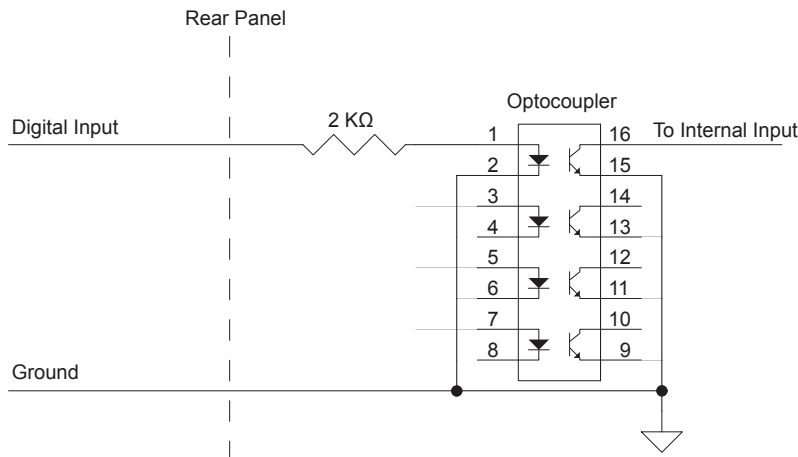 Rear Panel
Optocoupler
Digital Input
2 KΩ
1
16
To Internal Input
2
15
3
14
4
13
5
12
6
11
7
10
8
9
Ground